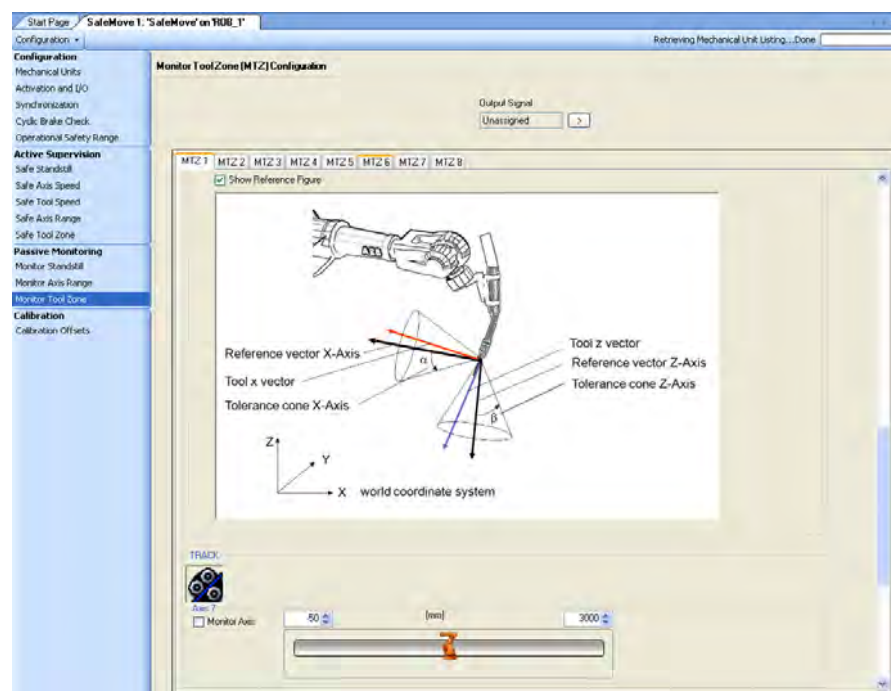 Start Page
SafeMove 1, 'SafeMove' on 'ROB_1'
Configuration
Retrieving Mechanical Unit Listing...Done
Configuration
Mechanical Units
Activation and I/O
Synchronization
Cyclic Brake Check
Operational Safety Range
Active Supervision
Safe Standstill
Safe Axis Speed
Safe Tool Speed
Safe Axis Range
Safe Tool Zone
Passive Monitoring
Monitor Standstill
Monitor Axis Range
Monitor Tool Zone
Calibration
Calibration Offsets
Monitor Tool Zone (MTZ) Configuration
Output Signal
Unassigned >
MTZ 1 MTZ 2 MTZ 3 MTZ 4 MTZ 5 MTZ 6 MTZ 7 MTZ 8
Show Reference Figure
Reference vector X-Axis
Tool x vector
Tolerance cone X-Axis
α
Tool z vector
Reference vector Z-Axis
Tolerance cone Z-Axis
β
Z
Y
X world coordinate system
TRACK
Axis 7
Monitor Axis
-50 [mm] 3000